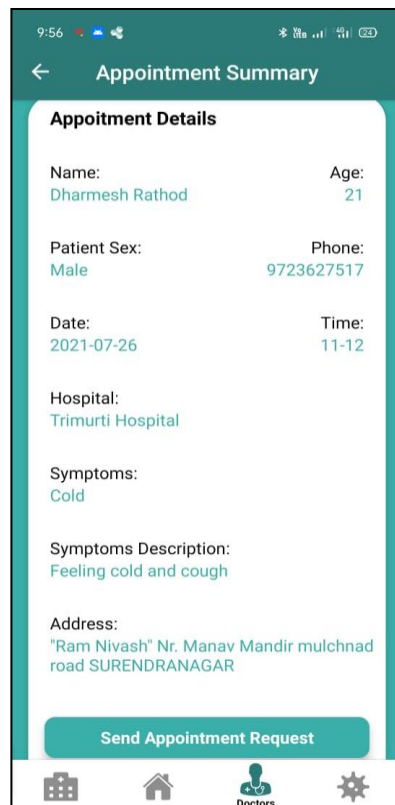 9:56
24
Appointment Summary
Appoitment Details
Name: Age:
Dharmesh Rathod 21
Patient Sex: Phone:
Male 9723627517
Date: Time:
2021-07-26 11-12
Hospital:
Trimurti Hospital
Symptoms:
Cold
Symptoms Description:
Feeling cold and cough
Address:
"Ram Nivash" Nr. Manav Mandir mulchnad
road SURENDRANAGAR
Send Appointment Request
Doctors